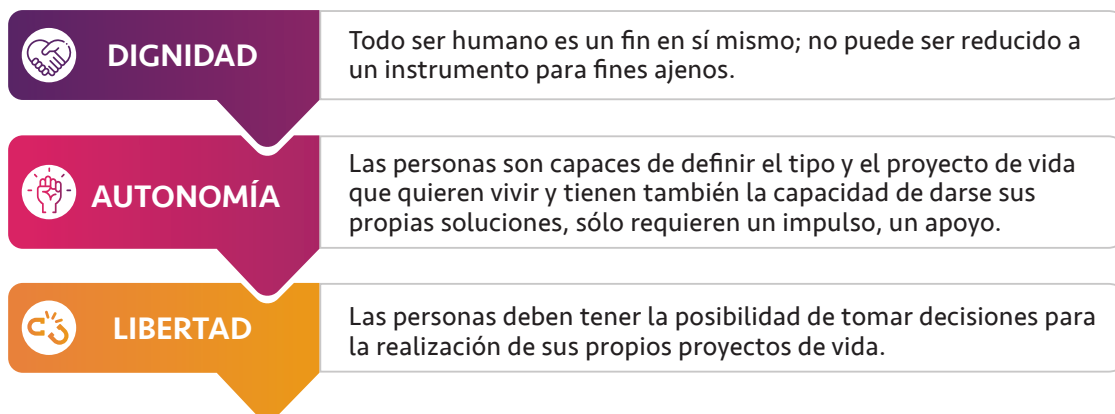 DIGNIDAD
Todo ser humano es un fin en sí mismo; no puede ser reducido a
un instrumento para fines ajenos.
AUTONOMÍA
Las personas son capaces de definir el tipo y el proyecto de vida
que quieren vivir y tienen también la capacidad de darse sus
propias soluciones, sólo requieren un impulso, un apoyo.
LIBERTAD
Las personas deben tener la posibilidad de tomar decisiones para
la realización de sus propios proyectos de vida.